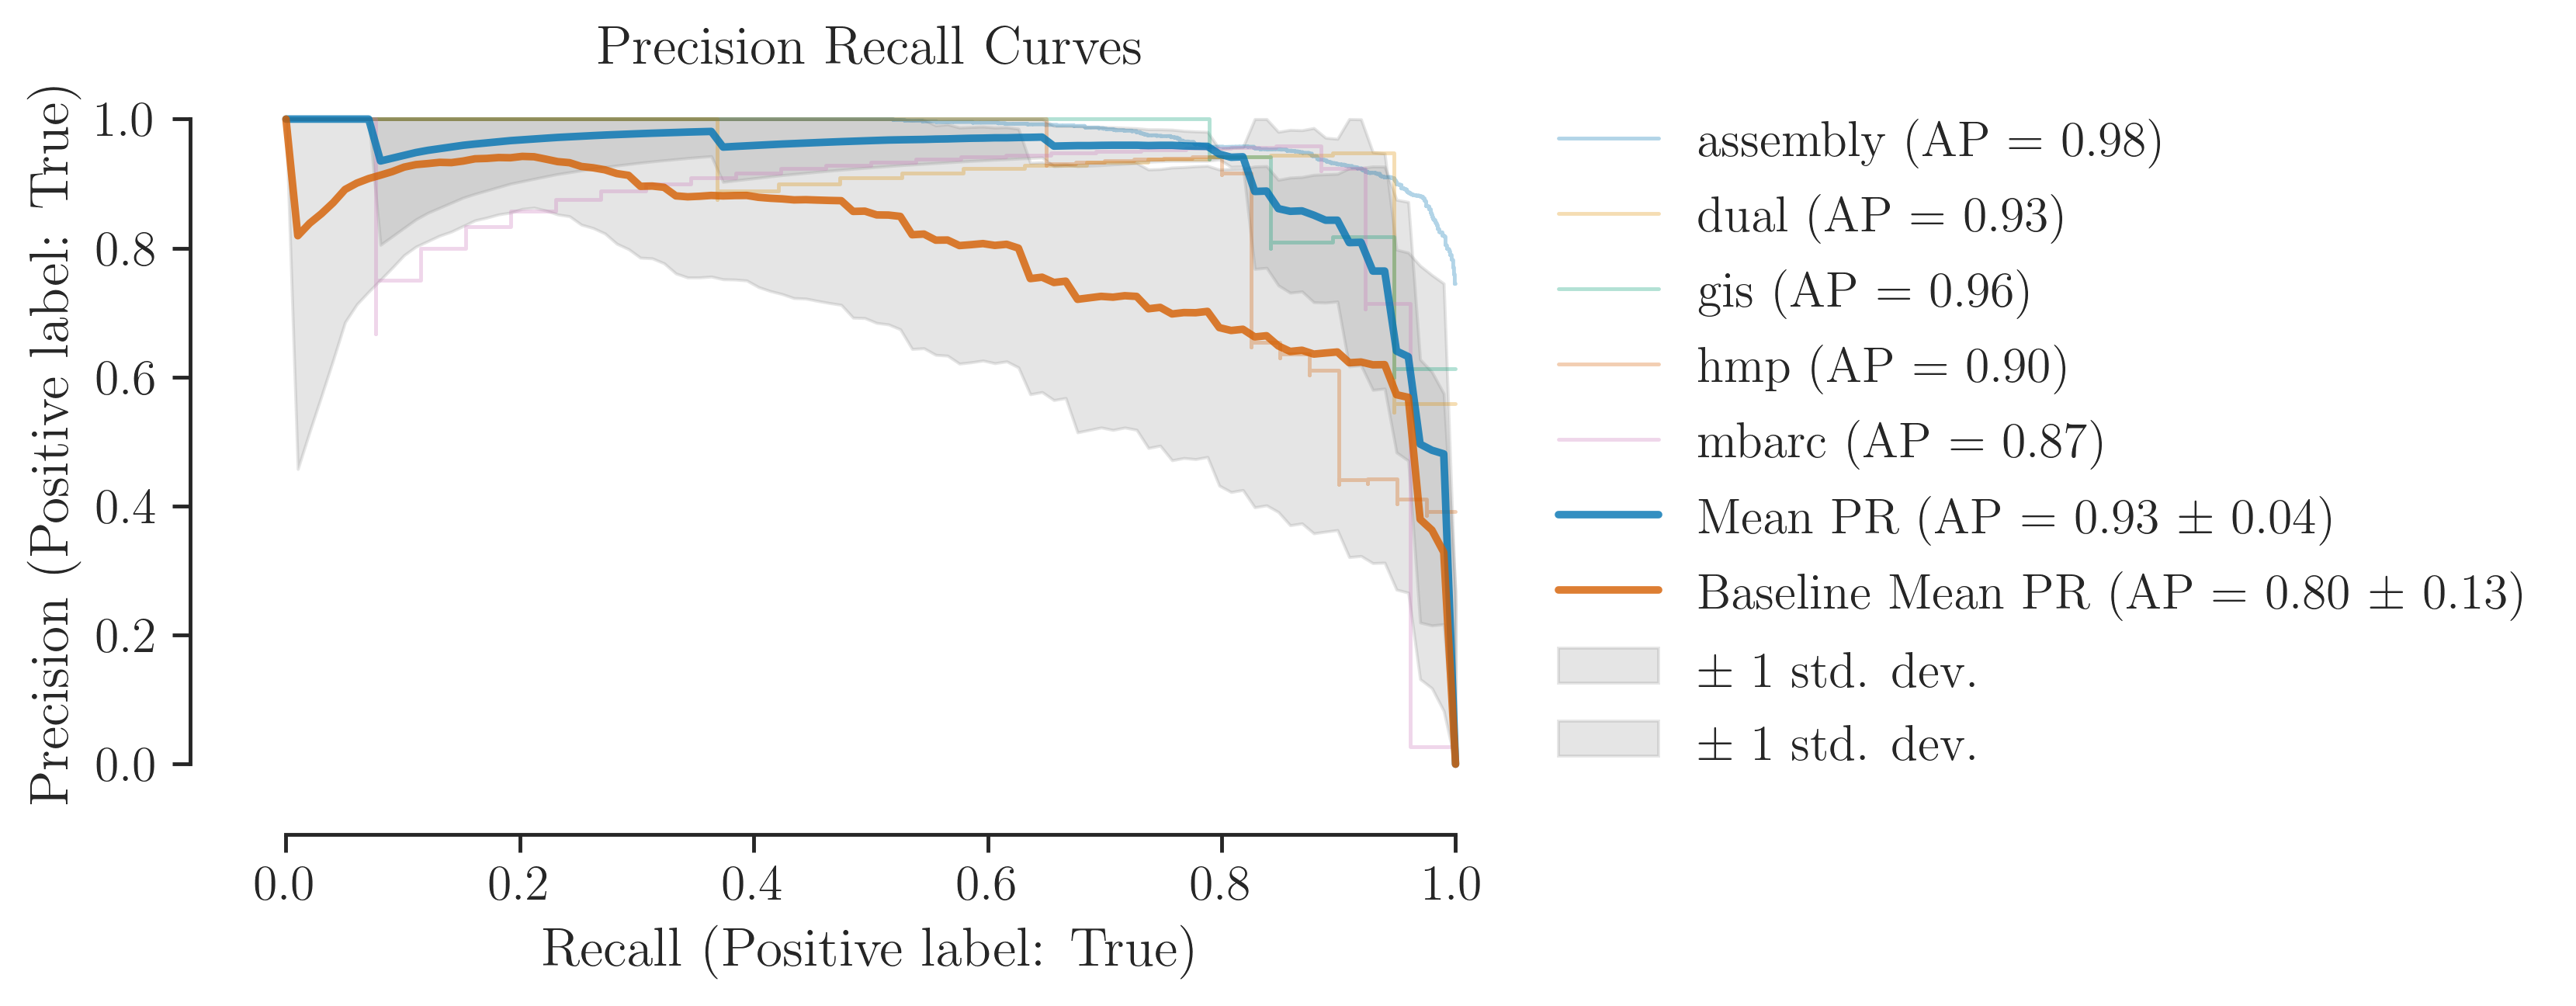 Precision Recall Curves
Precision (Positive label: True)
1.0
0.8
0.6
0.4
0.2
0.0
0.0 0.2 0.4 0.6 0.8 1.0
Recall (Positive label: True)
assembly (AP = 0.98)
dual (AP = 0.93)
gis (AP = 0.96)
hmp (AP = 0.90)
mbarc (AP = 0.87)
Mean PR (AP = 0.93 ± 0.04)
Baseline Mean PR (AP = 0.80 ± 0.13)
± 1 std. dev.
± 1 std. dev.